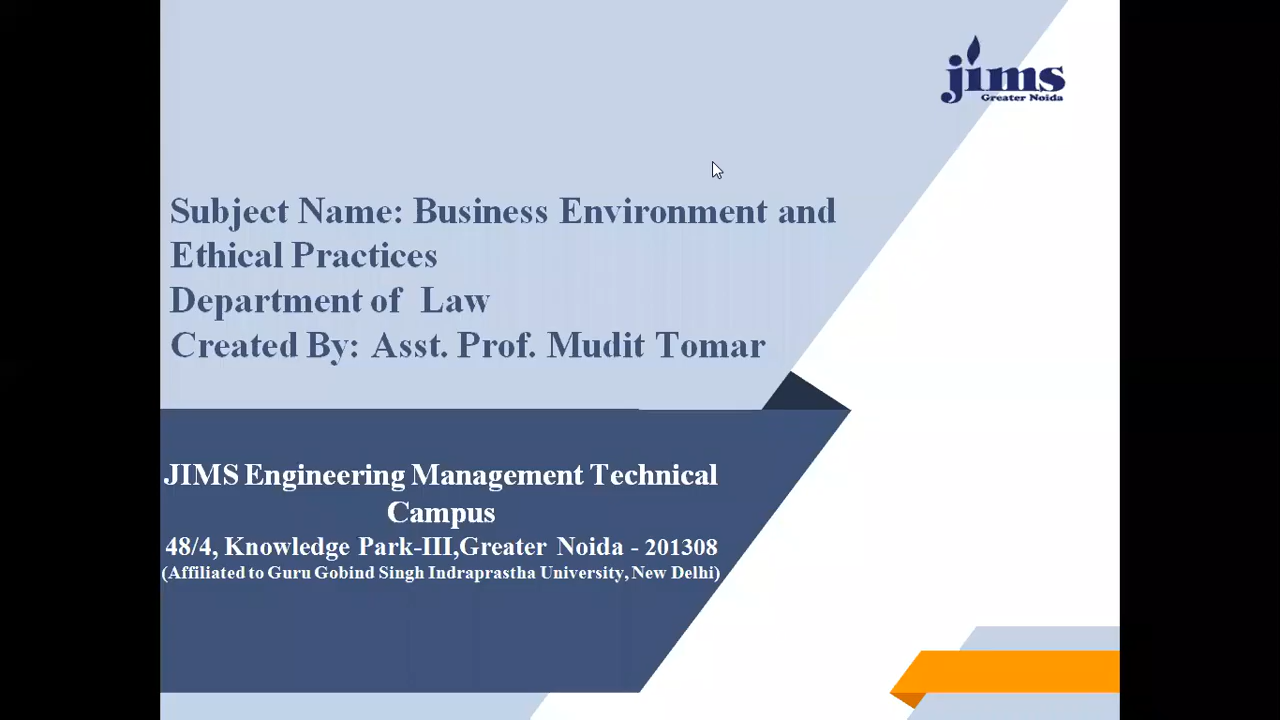 jims
Greater Noida
Subject Name: Business Environment and
Ethical Practices
Department of Law
Created By: Asst. Prof. Mudit Tomar
JIMS Engineering Management Technical
Campus
48/4, Knowledge Park-III,Greater Noida - 201308
(Affiliated to Guru Gobind Singh Indraprastha University, New Delhi)